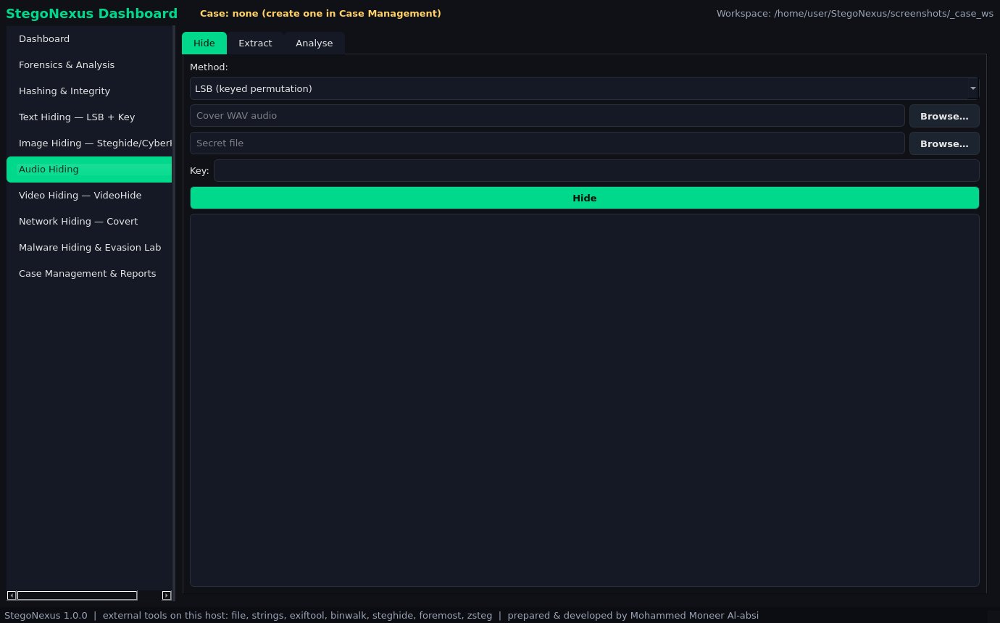 StegoNexus Dashboard
Case: none (create one in Case Management)
Workspace: /home/user/StegoNexus/screenshots/_case_ws
Dashboard
Forensics & Analysis
Hashing & Integrity
Text Hiding — LSB + Key
Image Hiding — Steghide/Cyber
Audio Hiding
Video Hiding — VideoHide
Network Hiding — Covert
Malware Hiding & Evasion Lab
Case Management & Reports
Hide
Extract
Analyse
Method:
LSB (keyed permutation)
Cover WAV audio
Browse...
Secret file
Browse...
Key:
Hide
StegoNexus 1.0.0 | external tools on this host: file, strings, exiftool, binwalk, steghide, foremost, zsteg | prepared & developed by Mohammed Moneer Al-absi